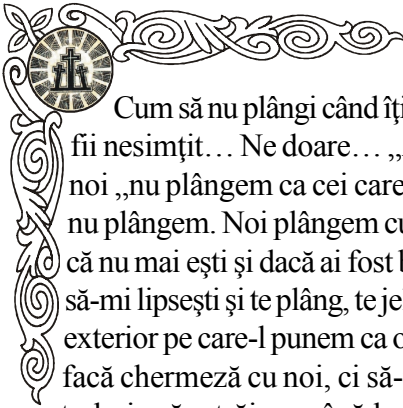 Cum să nu plângi când îţi
fii nesimţit… Ne doare… „
noi „nu plângem ca cei care
nu plângem. Noi plângem cu
că nu mai eşti şi dacă ai fost
să-mi lipseşti şi te plâng, te
exterior pe care-l punem ca
facă chermeză cu noi, ci să-